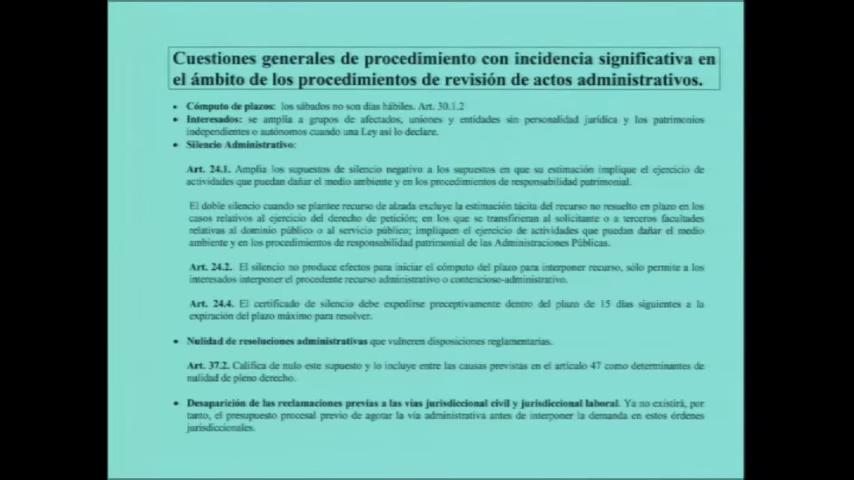 Cuestiones generales de procedimiento con incidencia significativa en
el ámbito de los procedimientos de revisión de actos administrativos.
• Cómputo de plazos: los sábados no son días hábiles. Art. 30.1.2
• Interesados: se amplía a grupos de afectados, uniones y entidades sin personalidad jurídica y los patrimonios
independientes o autónomos cuando una Ley así lo declare.
• Silencio Administrativo:
Art. 24.1. Amplia los supuestos de silencio negativo a los supuestos en que su estimación implique el ejercicio de
actividades que puedan dañar el medio ambiente y en los procedimientos de responsabilidad patrimonial.
El doble silencio cuando se plantee recurso de alzada excluye la estimación tácita del recurso no resuelto en plazo en los
casos relativos al ejercicio del derecho de petición; en los que se transfirieran al solicitante o a terceros facultades
relativas al dominio público o al servicio público; impliquen el ejercicio de actividades que puedan dañar el medio
ambiente y en los procedimientos de responsabilidad patrimonial de las Administraciones Públicas.
Art. 24.2. El silencio no produce efectos para iniciar el cómputo del plazo para interponer recurso, sólo permite a los
interesados interponer el procedente recurso administrativo o contencioso-administrativo.
Art. 24.4. El certificado de silencio debe expedirse preceptivamente dentro del plazo de 15 días siguientes a la
expiración del plazo máximo para resolver.
• Nulidad de resoluciones administrativas que vulneren disposiciones reglamentarias.
Art. 37.2. Califica de nulo este supuesto y lo incluye entre las causas previstas en el artículo 47 como determinantes de
nulidad de pleno derecho.
• Desaparición de las reclamaciones previas a las vías jurisdiccional civil y jurisdiccional laboral. Ya no existirá, por
tanto, el presupuesto procesal previo de agotar la vía administrativa antes de interponer la demanda en estos órdenes
jurisdiccionales.